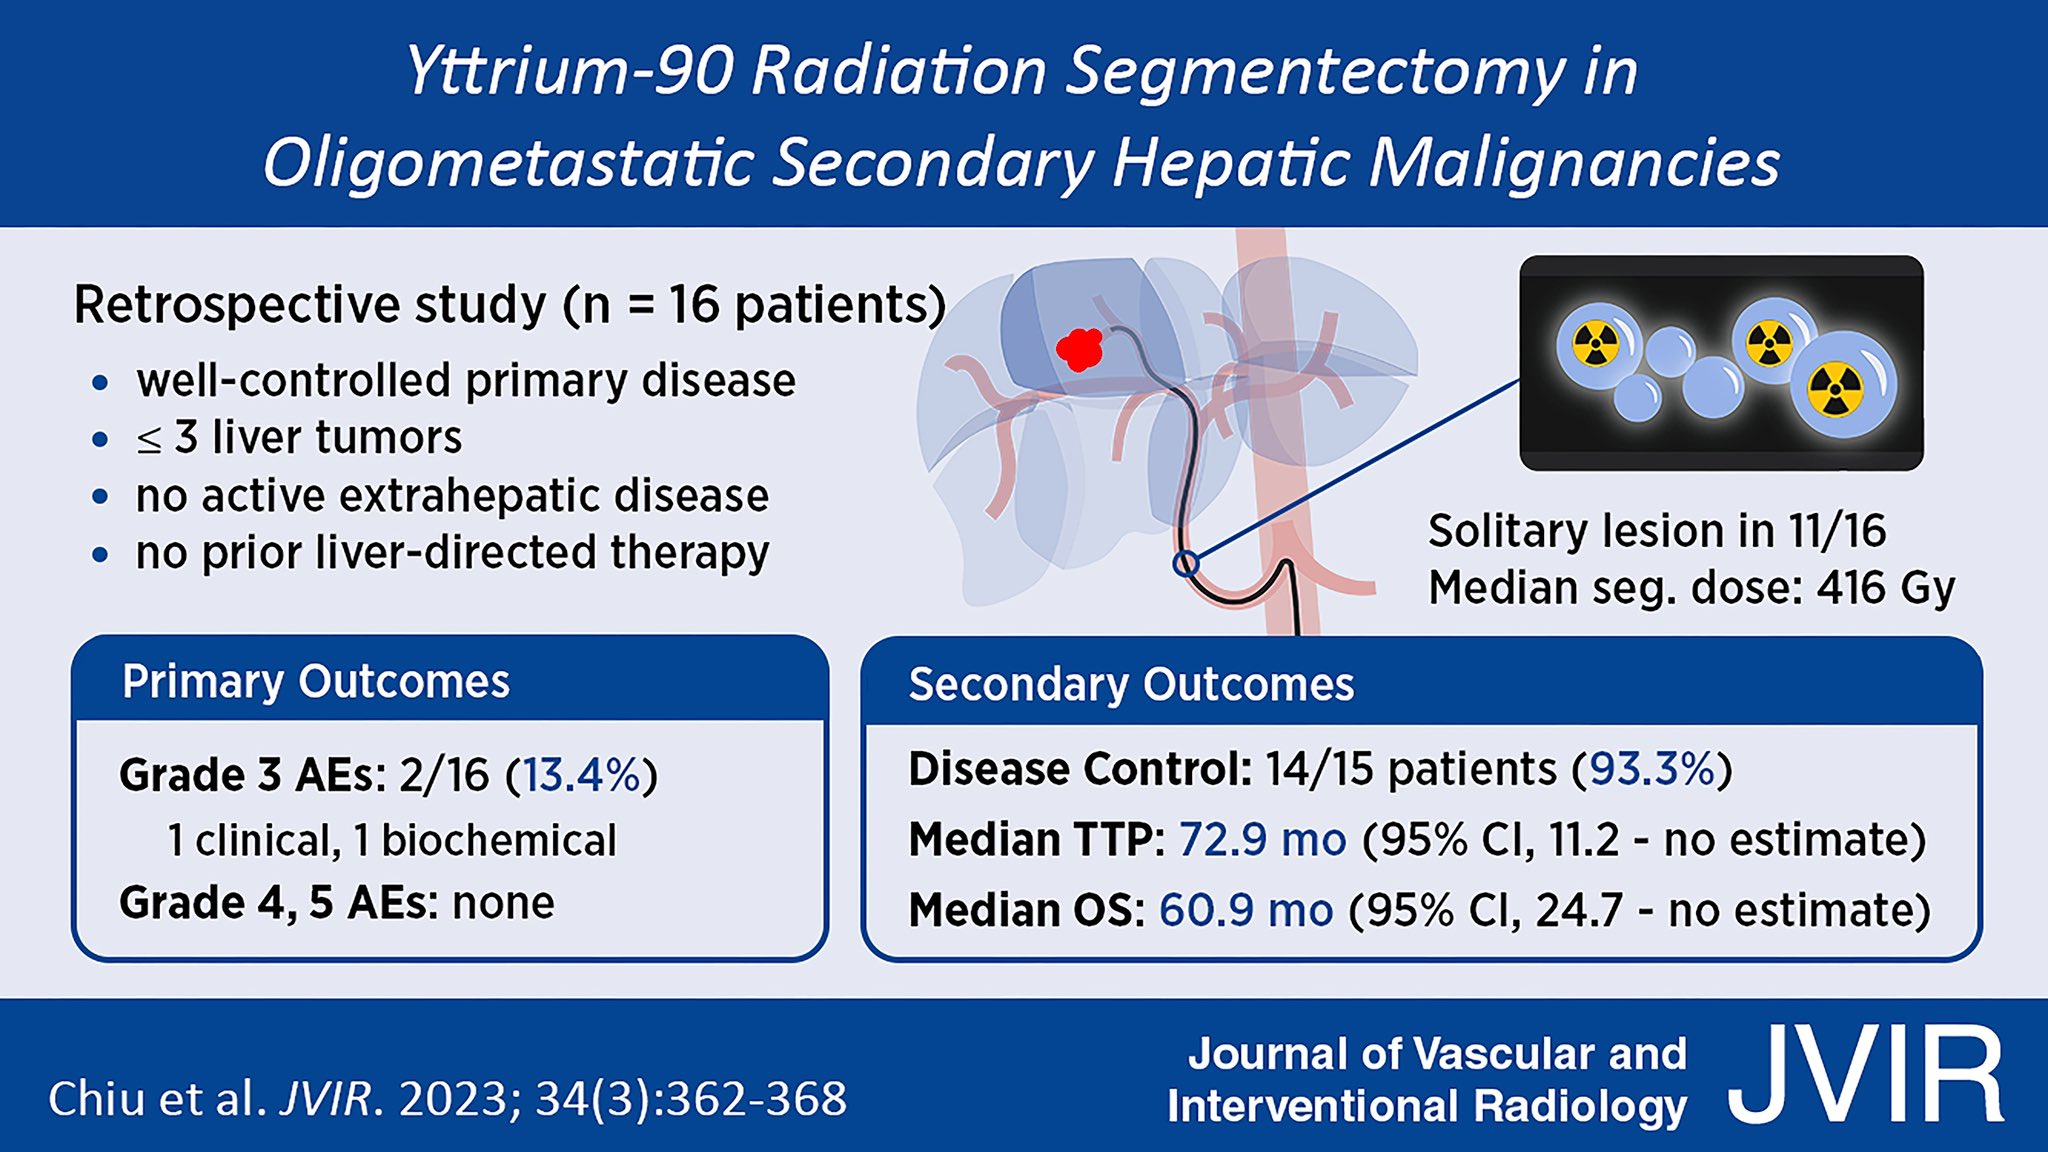 Yttrium-90 Radiation Segmentectomy in
Oligometastatic Secondary Hepatic Malignancies
Retrospective study (n = 16 patients)
• well-controlled primary disease
• ≤ 3 liver tumors
• no active extrahepatic disease
• no prior liver-directed therapy
Solitary lesion in 11/16
Median seg. dose: 416 Gy
Primary Outcomes
Grade 3 AEs: 2/16 (13.4%)
1 clinical, 1 biochemical
Grade 4, 5 AEs: none
Secondary Outcomes
Disease Control: 14/15 patients (93.3%)
Median TTP: 72.9 mo (95% CI, 11.2 - no estimate)
Median OS: 60.9 mo (95% CI, 24.7 - no estimate)
Chiu et al. JVIR. 2023; 34(3):362-368
Journal of Vascular and
Interventional Radiology
JVIR